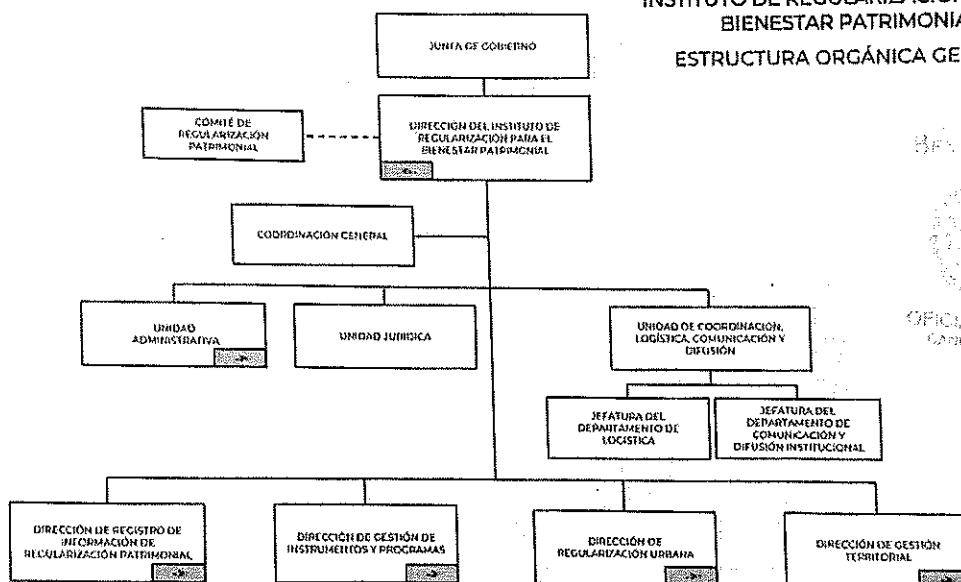 INSTITUTO DE REGULARIZACIÓN
BIENESTAR PATRIMONIA
ESTRUCTURA ORGÁNICA GE
JUNTA DE GOBIERNO
COMITÉ DE
REGULARIZACIÓN
PATRIMONIAL
DIRECCIÓN DEL INSTITUTO DE
REGULARIZACIÓN PARA EL
BIENESTAR PATRIMONIAL
COORDINACIÓN GENERAL
UNIDAD
ADMINISTRATIVA
UNIDAD JURÍDICA
UNIDAD DE COORDINACIÓN,
LOGÍSTICA, COMUNICACIÓN Y
DIFUSIÓN
JEFATURA DEL
DEPARTAMENTO DE
LOGÍSTICA
JEFATURA DEL
DEPARTAMENTO DE
COMUNICACIÓN Y
DIFUSIÓN INSTITUCIONAL
DIRECCIÓN DE REGISTRO DE
INFORMACIÓN DE
REGULARIZACIÓN PATRIMONIAL
DIRECCIÓN DE GESTIÓN DE
INSTRUMENTOS Y PROGRAMAS
DIRECCIÓN DE
REGULARIZACIÓN URBANA
DIRECCIÓN DE GESTIÓN
TERRITORIAL